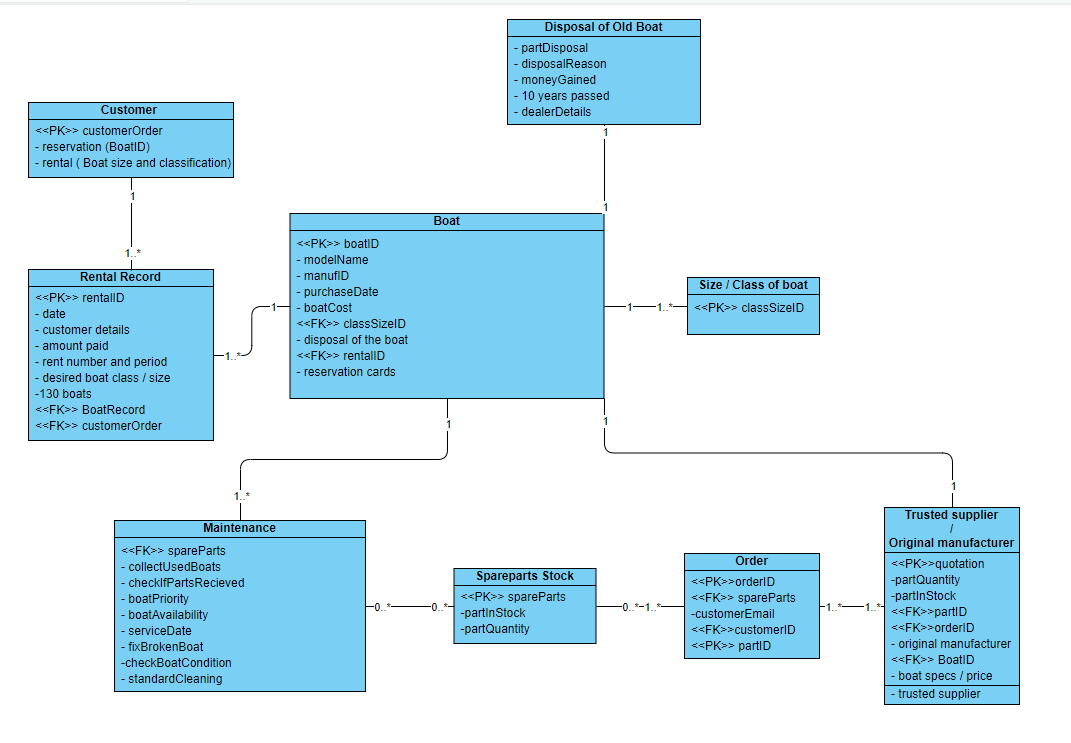 Disposal of Old Boat
- partDisposal
- disposalReason
- moneyGained
- 10 years passed
- dealerDetails
1
1
Customer
<<PK>> customerOrder
- reservation (BoatID)
- rental ( Boat size and classification)
1
1..*
Rental Record
<<PK>> rentalID
- date
- customer details
- amount paid
- rent number and period
- desired boat class / size
-130 boats
<<FK>> BoatRecord
<<FK>> customerOrder
1..*
1
Boat
<<PK>> boatID
- modelName
- manufID
- purchaseDate
- boatCost
<<FK>> classSizeID
- disposal of the boat
<<FK>> rentalID
- reservation cards
1
1..*
Size / Class of boat
<<PK>> classSizeID
1
1..*
1
1
Maintenance
<<FK>> spareParts
- collectUsedBoats
- checkIfPartsRecieved
- boatPriority
- boatAvailability
- serviceDate
- fixBrokenBoat
-checkBoatCondition
- standardCleaning
0..*
0..*
Spareparts Stock
<<PK>> spareParts
-partInStock
-partQuantity
0..*
1..*
Order
<<PK>>orderID
<<FK>> spareParts
-customerEmail
<<FK>>customerID
<<PK>> partID
1..*
1..*
Trusted supplier
/
Original manufacturer
<<PK>>quotation
-partQuantity
-partInStock
<<FK>>partID
<<FK>>orderID
- original manufacturer
<<FK>> BoatID
- boat specs / price
- trusted supplier